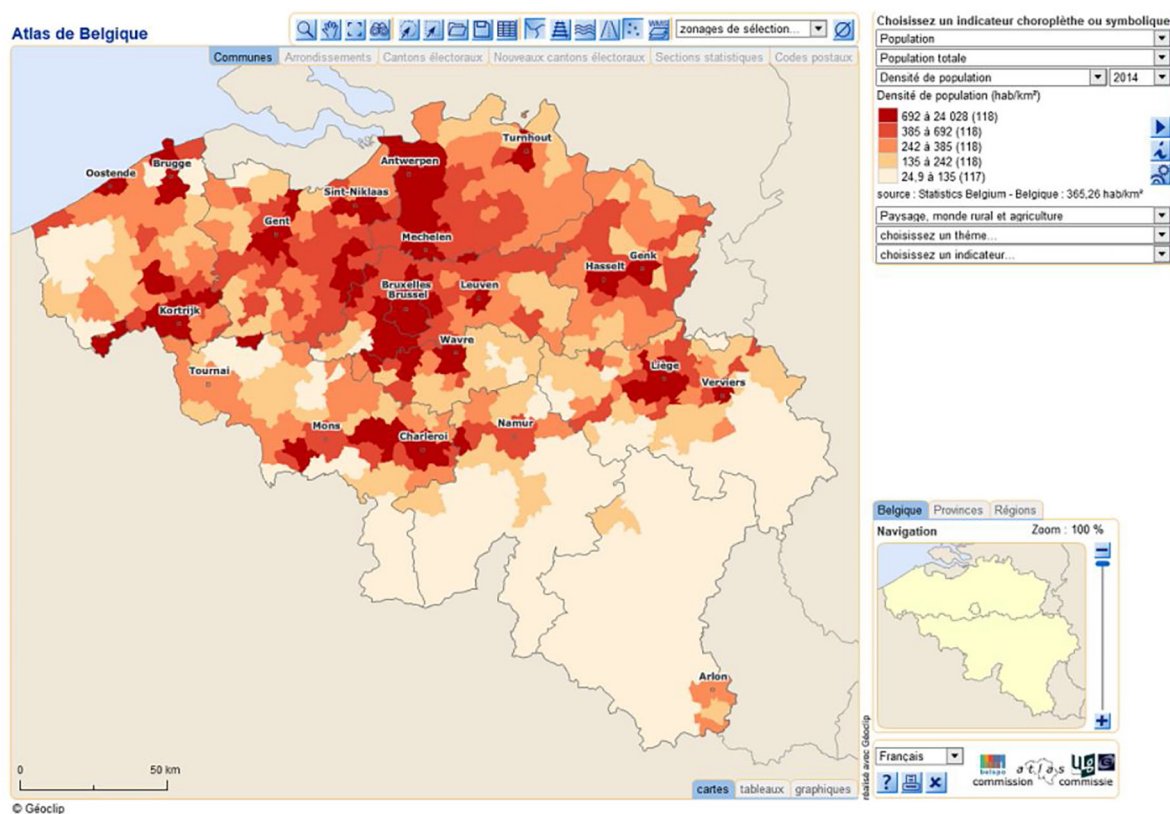 Atlas de Belgique
zonages de sélection...
WMS
Communes
Arrondissements
Cantons électoraux
Nouveaux cantons électoraux
Sections statistiques
Codes postaux
Turnhout
Brugge
Antwerpen
Oostende
Sint-Niklaas
Gent
Mechelen
Genk
Hasselt
Bruxelles
Brussel
Leuven
Kortrijk
Wavre
Tournai
Liège
Verviers
Mons
Charleroi
Namur
Arlon
0 50 km
cartes
tableaux
graphiques
© Géoclip
réalisé avec Géoclip
Choisissez un indicateur choroplèthe ou symbolique
Population
Population totale
Densité de population 2014
Densité de population (hab/km²)
692 à 24 028 (118)
385 à 692 (118)
242 à 385 (118)
135 à 242 (118)
24,9 à 135 (117)
source : Statistics Belgium - Belgique : 365,26 hab/km²
Paysage, monde rural et agriculture
choisissez un thême...
choisissez un indicateur...
Belgique
Provinces
Régions
Navigation
Zoom : 100 %
Français
belspo
atlas
commission
commissie